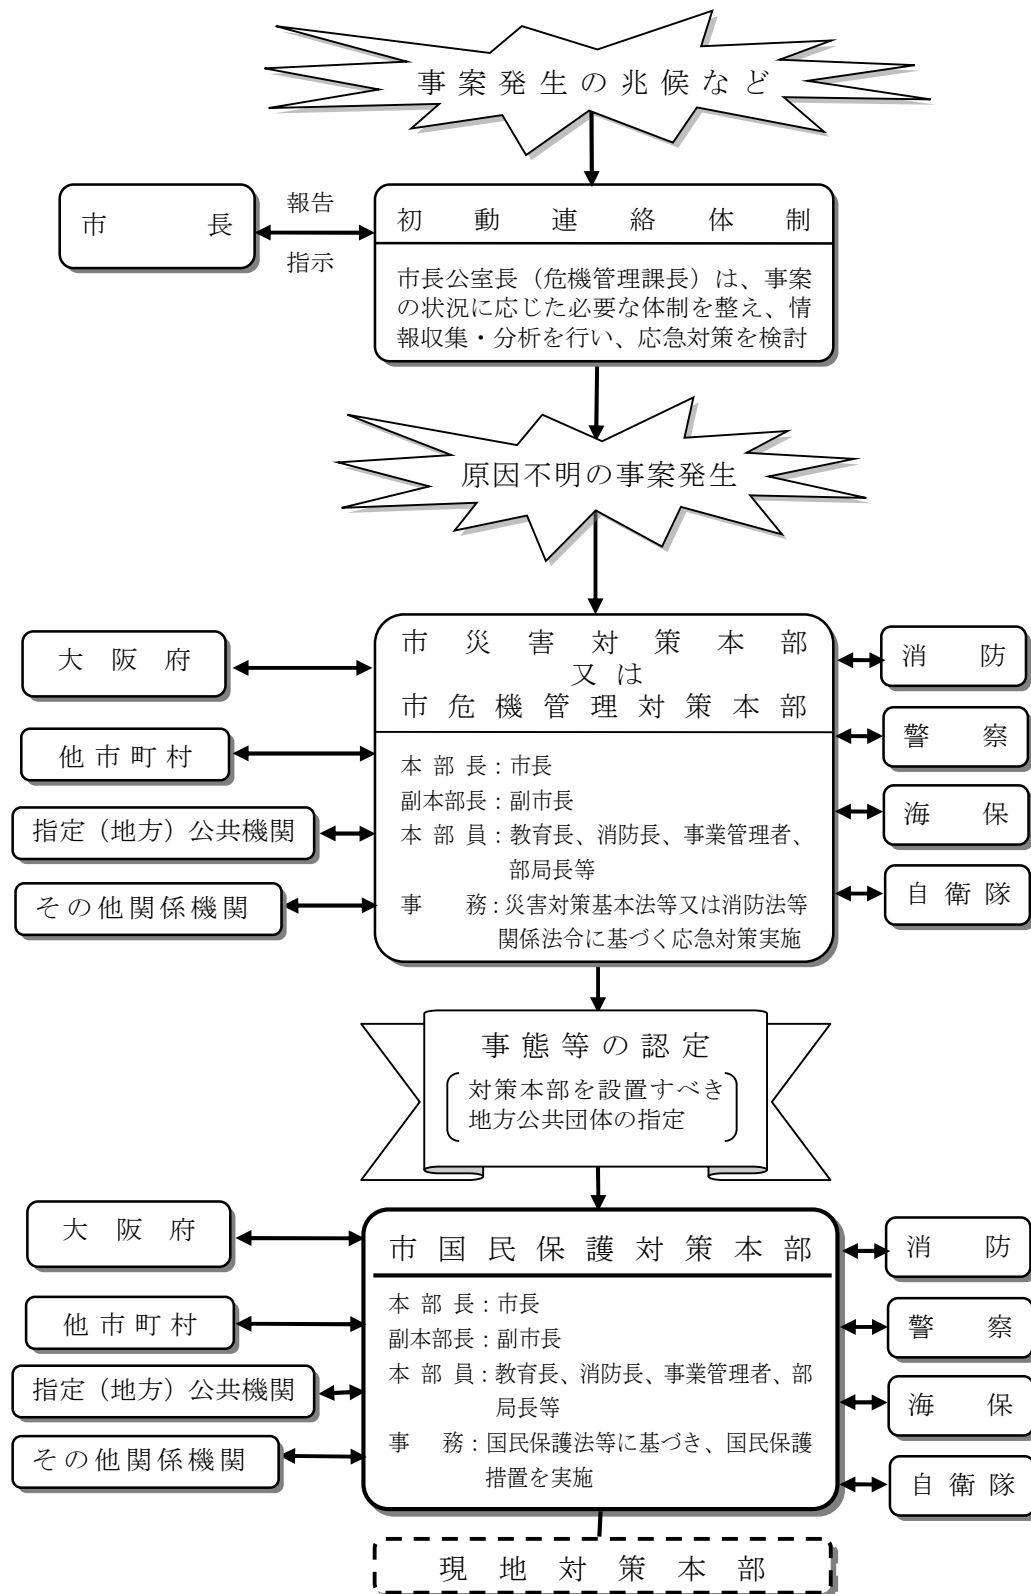 事案発生の兆候など
市長
報告
指示
初動連絡体制
市長公室長（危機管理課長）は、事案
の状況に応じた必要な体制を整え、情
報収集・分析を行い、応急対策を検討
原因不明の事案発生
大阪府
他市町村
指定（地方）公共機関
その他関係機関
市災害対策本部
又は
市危機管理対策本部
本部長：市長
副本部長：副市長
本部員：教育長、消防長、事業管理者、
部局長等
事務：災害対策基本法等又は消防法等
関係法令に基づく応急対策実施
消防
警察
海保
自衛隊
事態等の認定
対策本部を設置すべき
地方公共団体の指定
大阪府
他市町村
指定（地方）公共機関
その他関係機関
市国民保護対策本部
本部長：市長
副本部長：副市長
本部員：教育長、消防長、事業管理者、部
局長等
事務：国民保護法等に基づき、国民保護
措置を実施
消防
警察
海保
自衛隊
現地対策本部